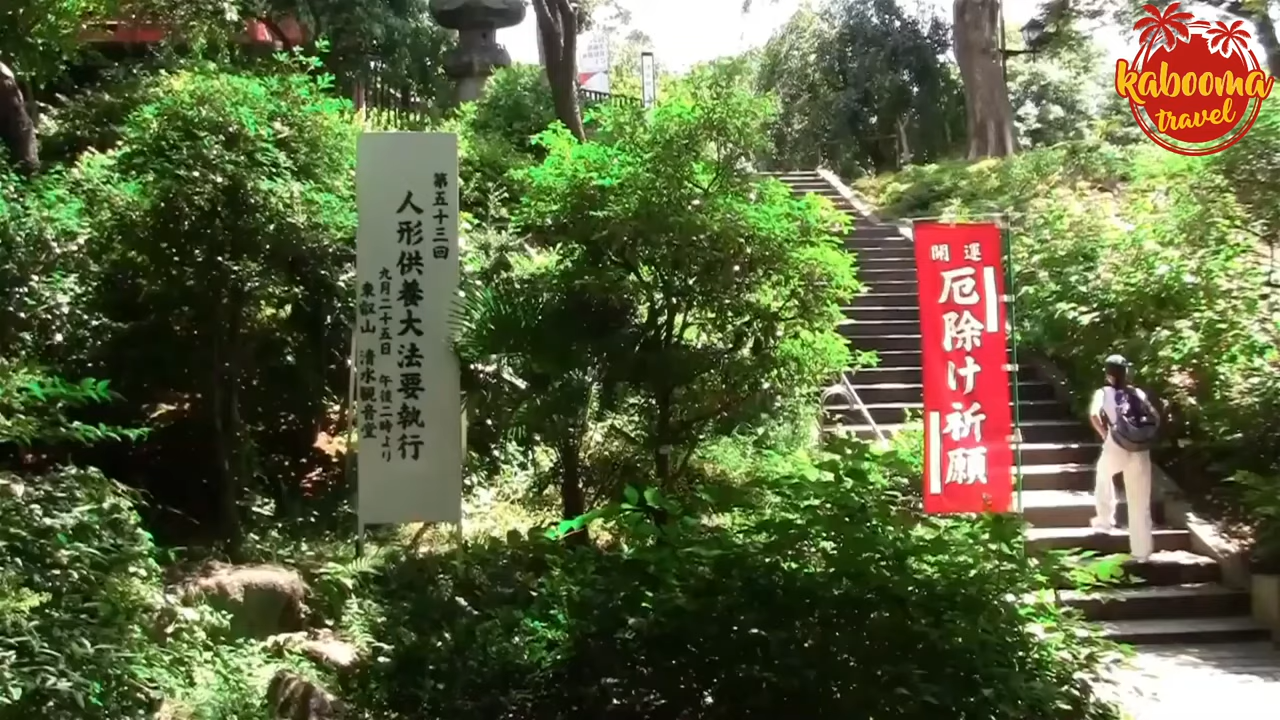 第五十三回
人形供養大法要執行
九月二十五日 午後二時より
東叡山 清水観音堂
開運
厄除け祈願
kabooma
travel